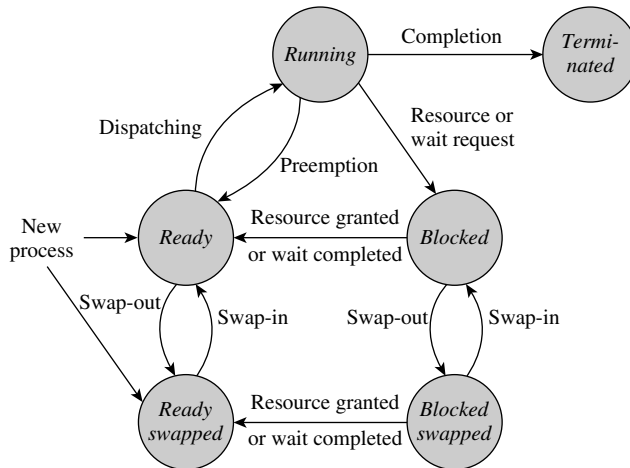 Running
Completion
Termi-
nated
Dispatching
Resource or
wait request
Preemption
New
process
Ready
Resource granted
or wait completed
Blocked
Swap-out
Swap-in
Swap-out
Swap-in
Ready
swapped
Resource granted
or wait completed
Blocked
swapped